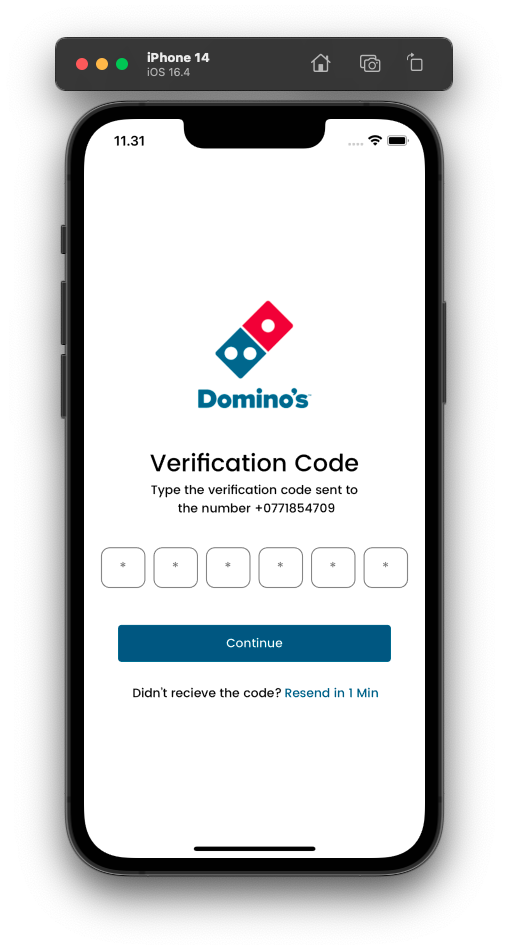 iPhone 14
iOS 16.4
11.31
Domino's
Verification Code
Type the verification code sent to
the number +0771854709
* * * * * *
Continue
Didn't recieve the code? Resend in 1 Min